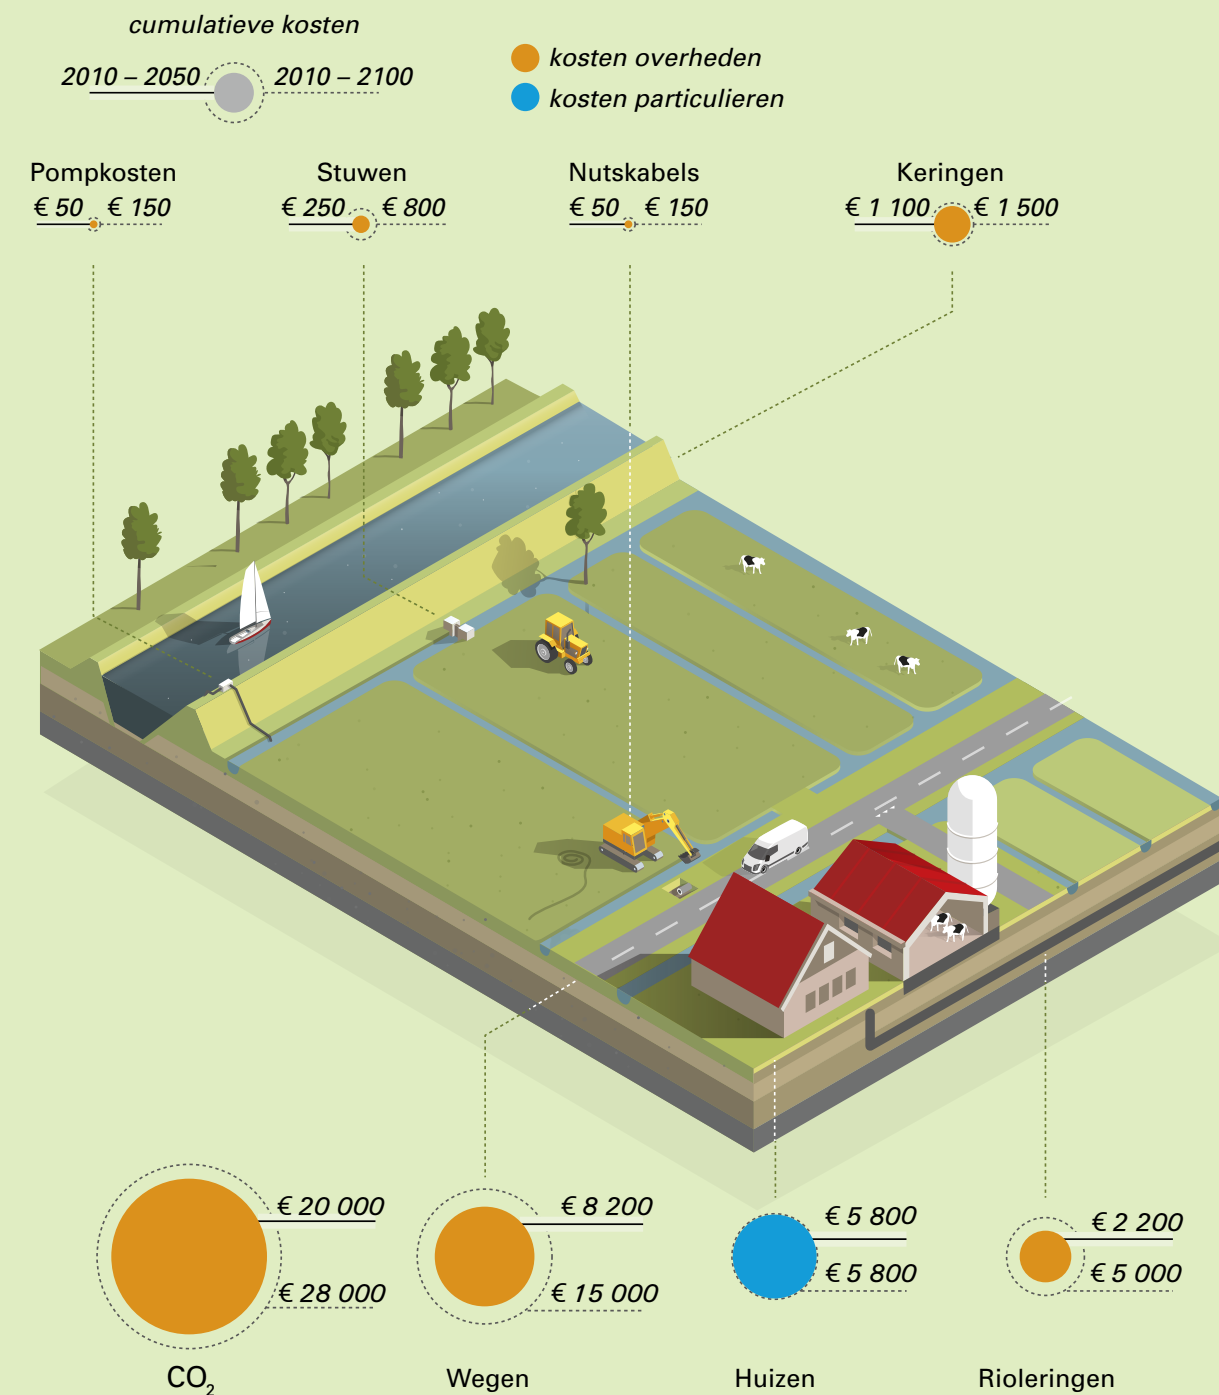 cumulatieve kosten
2010 – 2050 2010 – 2100
kosten overheden
kosten particulieren
Pompkosten
€ 50 € 150
Stuwen
€ 250 € 800
Nutskabels
€ 50 € 150
Keringen
€ 1 100 € 1 500
€ 20 000
€ 28 000
CO₂
€ 8 200
€ 15 000
Wegen
€ 5 800
€ 5 800
Huizen
€ 2 200
€ 5 000
Rioleringen